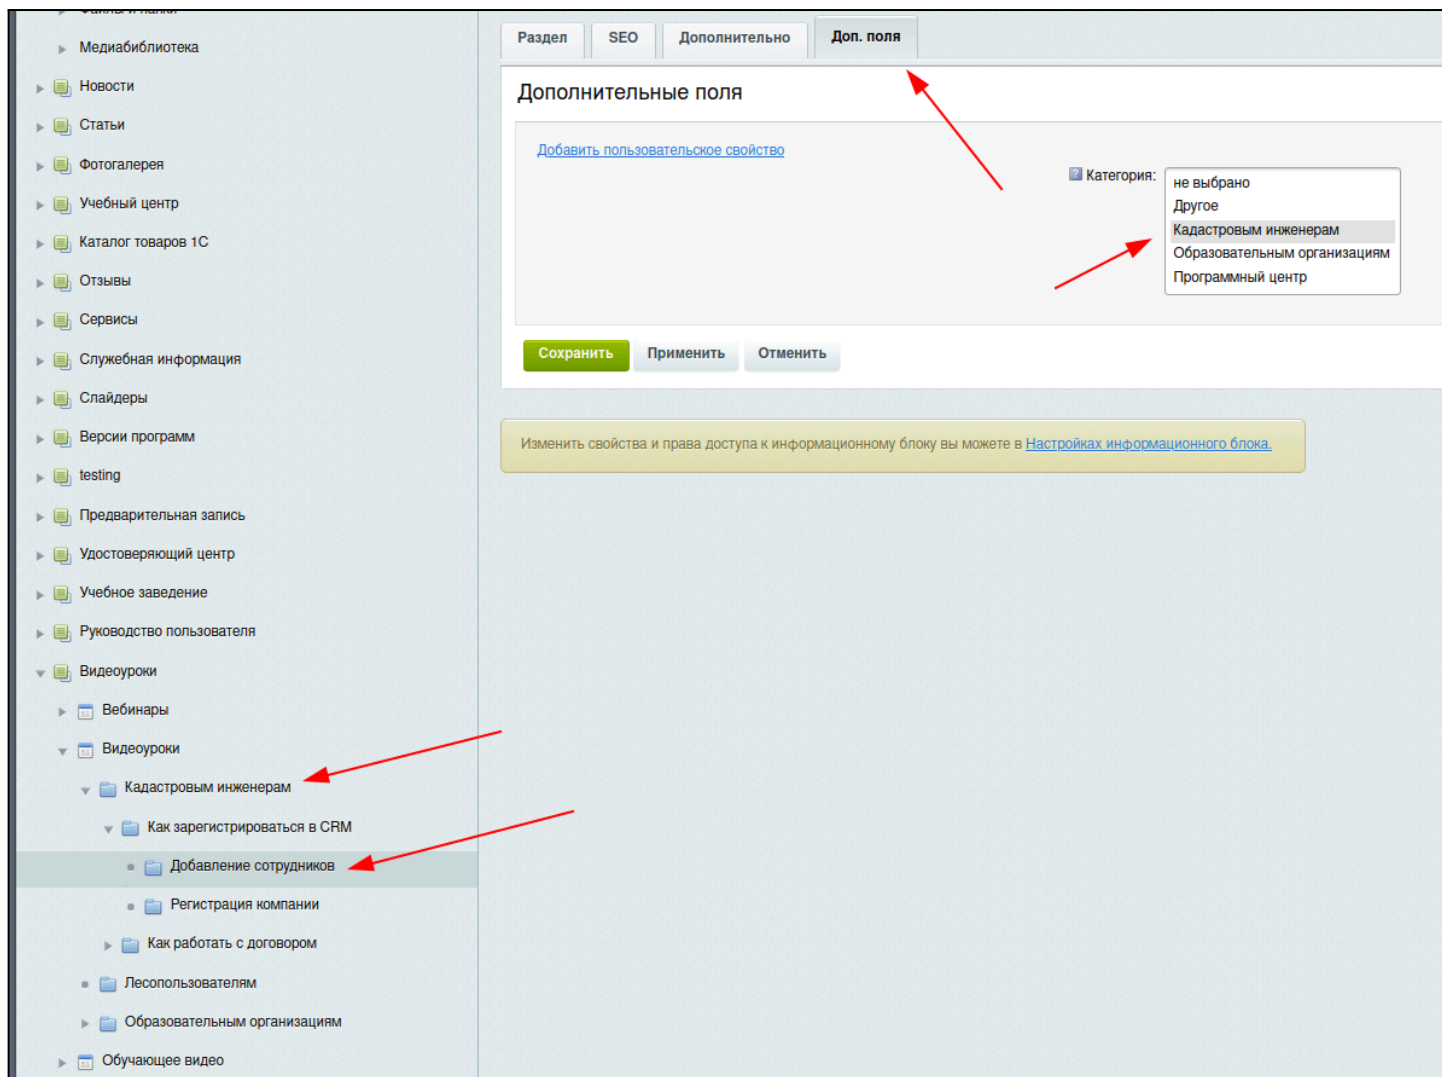 Медиабиблиотека
Новости
Статьи
Фотогалерея
Учебный центр
Каталог товаров 1С
Отзывы
Сервисы
Служебная информация
Слайдеры
Версии программ
testing
Предварительная запись
Удостоверяющий центр
Учебное заведение
Руководство пользователя
Видеоуроки
Вебинары
Видеоуроки
Кадастровым инженерам
Как зарегистрироваться в CRM
Добавление сотрудников
Регистрация компании
Как работать с договором
Лесопользователям
Образовательным организациям
Обучающее видео
Раздел SEO Дополнительно Доп. поля
Дополнительные поля
Добавить пользовательское свойство
Категория:
не выбрано
Другое
Кадастровым инженерам
Образовательным организациям
Программный центр
Сохранить Применить Отменить
Изменить свойства и права доступа к информационному блоку вы можете в Настройках информационного блока.